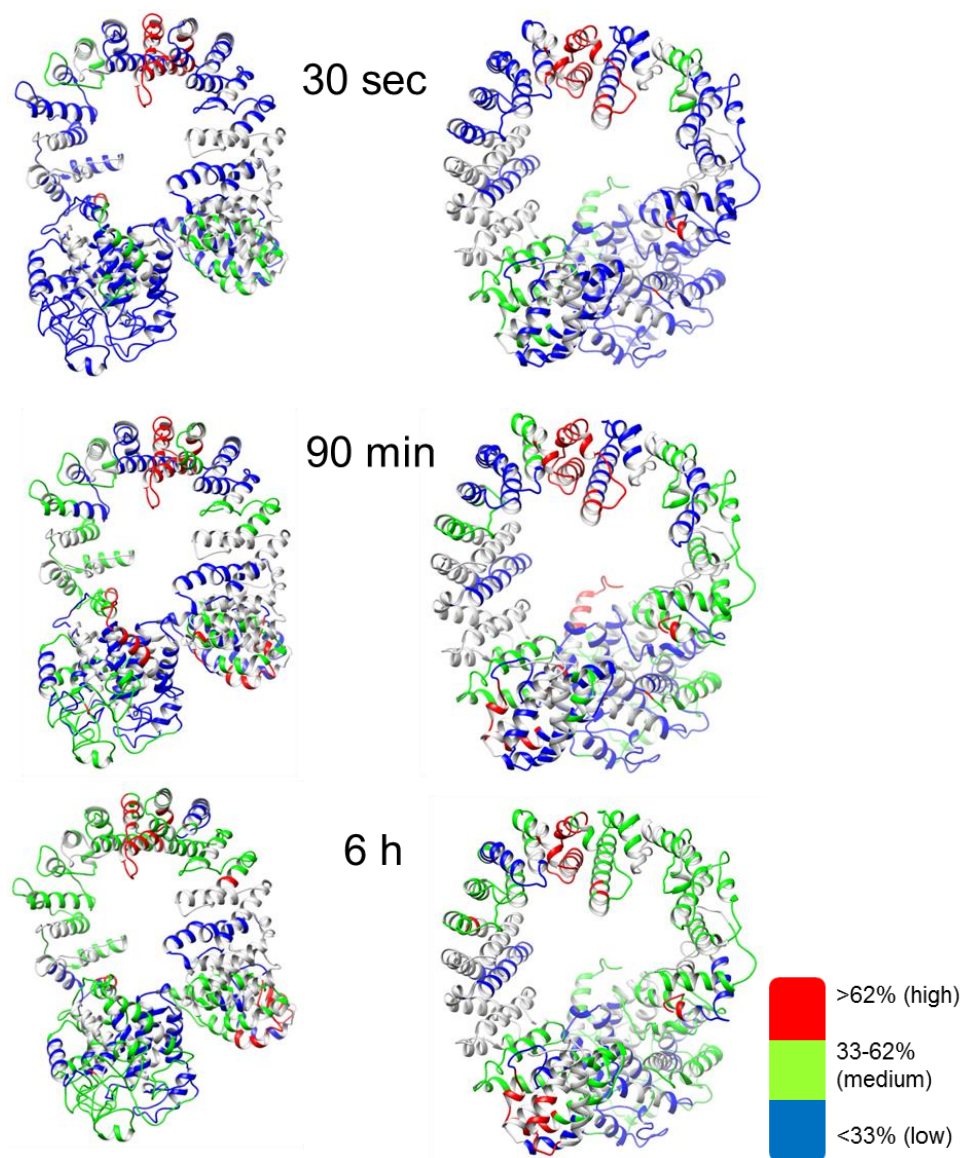 30 sec
90 min
6 h
>62% (high)
33-62%
(medium)
<33% (low)